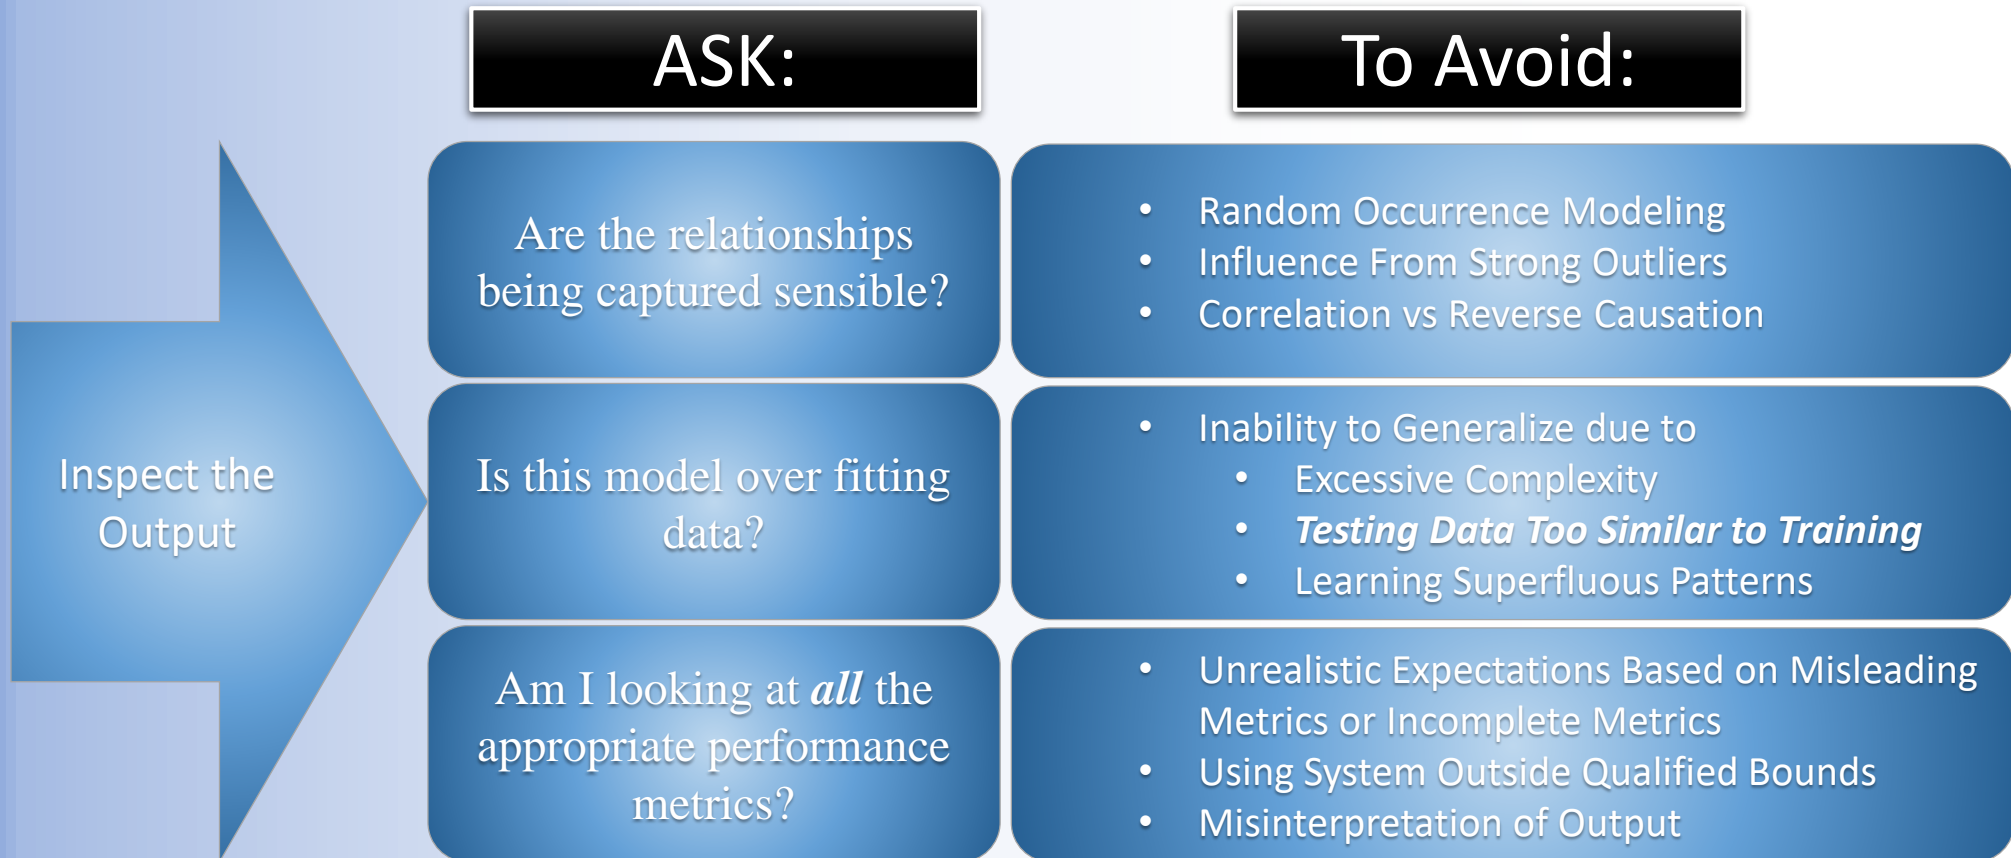 ASK:
To Avoid:
Inspect the
Output
Are the relationships
being captured sensible?
• Random Occurrence Modeling
• Influence From Strong Outliers
• Correlation vs Reverse Causation
Is this model over fitting
data?
• Inability to Generalize due to
• Excessive Complexity
• Testing Data Too Similar to Training
• Learning Superfluous Patterns
Am I looking at all the
appropriate performance
metrics?
• Unrealistic Expectations Based on Misleading
Metrics or Incomplete Metrics
• Using System Outside Qualified Bounds
• Misinterpretation of Output